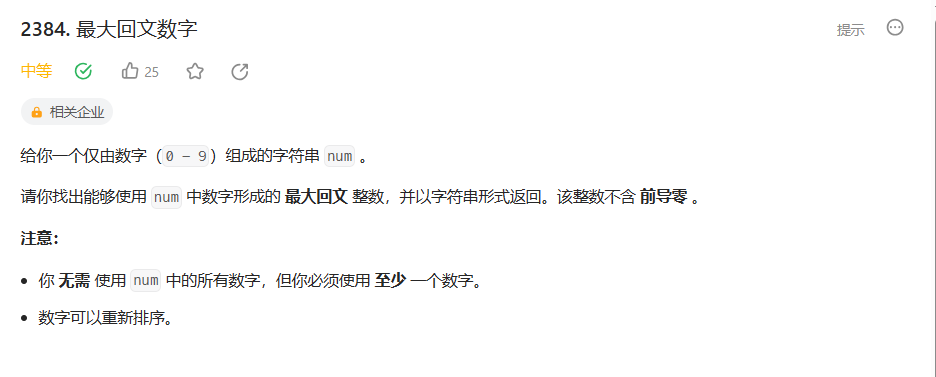 2384. 最大回文数字
提示
中等 25
相关企业
给你一个仅由数字（0 - 9）组成的字符串 num 。
请你找出能够使用 num 中数字形成的 最大回文 整数，并以字符串形式返回。该整数不含 前导零 。
注意：
你 无需 使用 num 中的所有数字，但你必须使用 至少 一个数字。
数字可以重新排序。